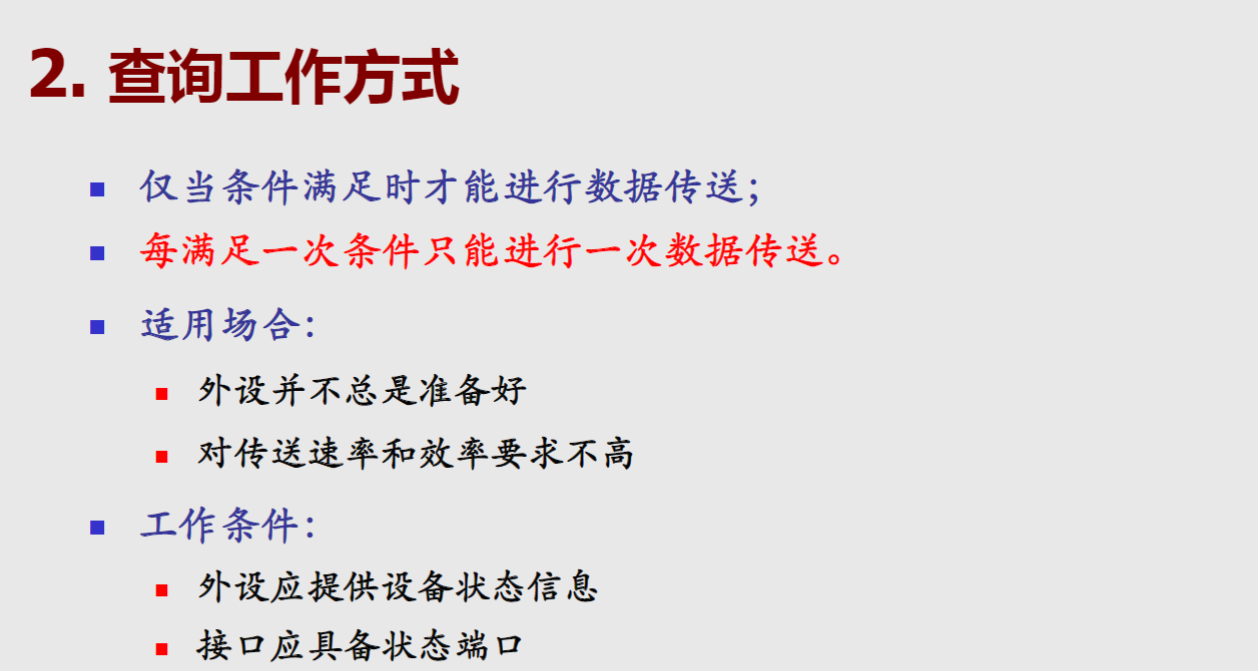 2. 查询工作方式
仅当条件满足时才能进行数据传送；
每满足一次条件只能进行一次数据传送。
适用场合：
外设并不总是准备好
对传送速率和效率要求不高
工作条件：
外设应提供设备状态信息
接口应具备状态端口